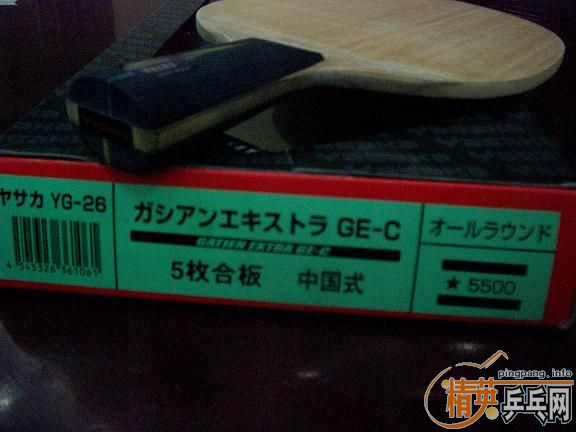 ヤサカ YG-26
4 545326 361061
ガシアンエキストラ GE-C
GATIEN EXTRA GE-C
5枚合板 中国式
オールラウンド
★ 5500
pingpang.info
精英乒乓网